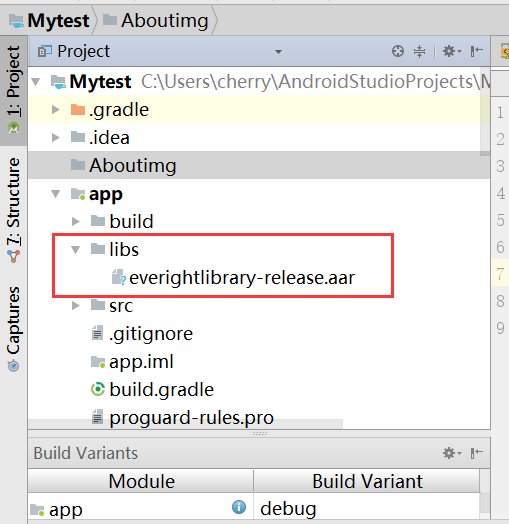 Mytest Aboutimg
1: Project
7: Structure
Captures
Project
Mytest C:\Users\cherry\AndroidStudioProjects\M
.gradle
.idea
Aboutimg
app
build
libs
everightlibrary-release.aar
src
.gitignore
app.iml
build.gradle
proguard-rules.pro
1
2
3
4
5
6
7
8
9
Build Variants
Module Build Variant
app debug